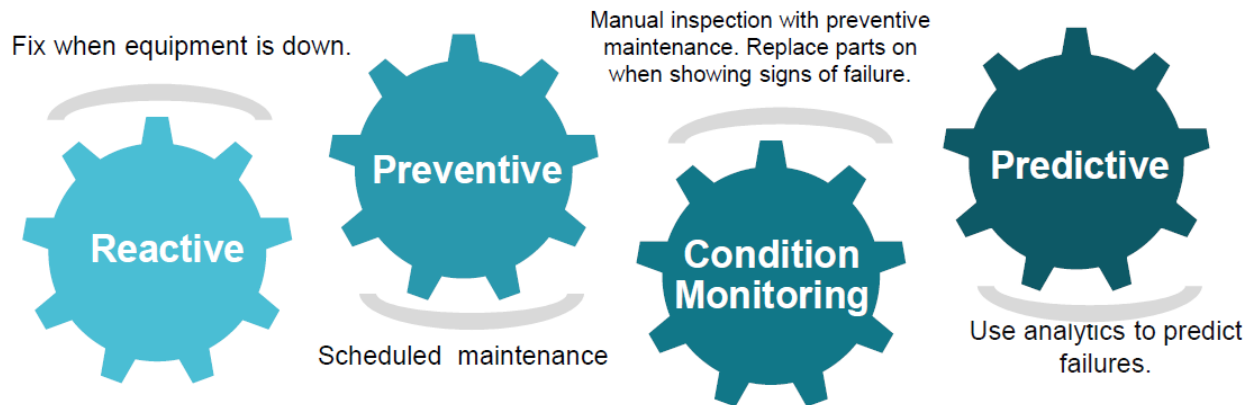 Fix when equipment is down.
Reactive
Preventive
Scheduled maintenance
Manual inspection with preventive
maintenance. Replace parts on
when showing signs of failure.
Condition
Monitoring
Predictive
Use analytics to predict
failures.